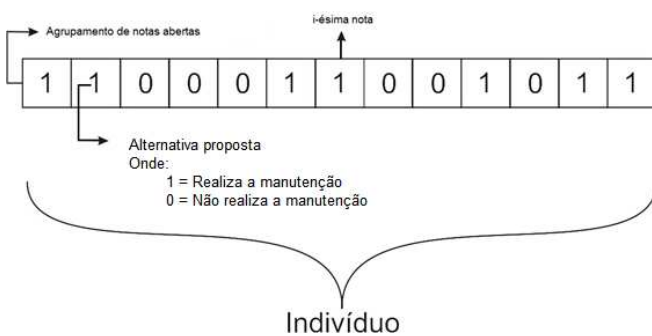 Agrupamento de notas abertas
i-ésima nota
1 1 0 0 0 1 1 0 0 1 0 1 1
Alternativa proposta
Onde:
1 = Realiza a manutenção
0 = Não realiza a manutenção
Indivíduo